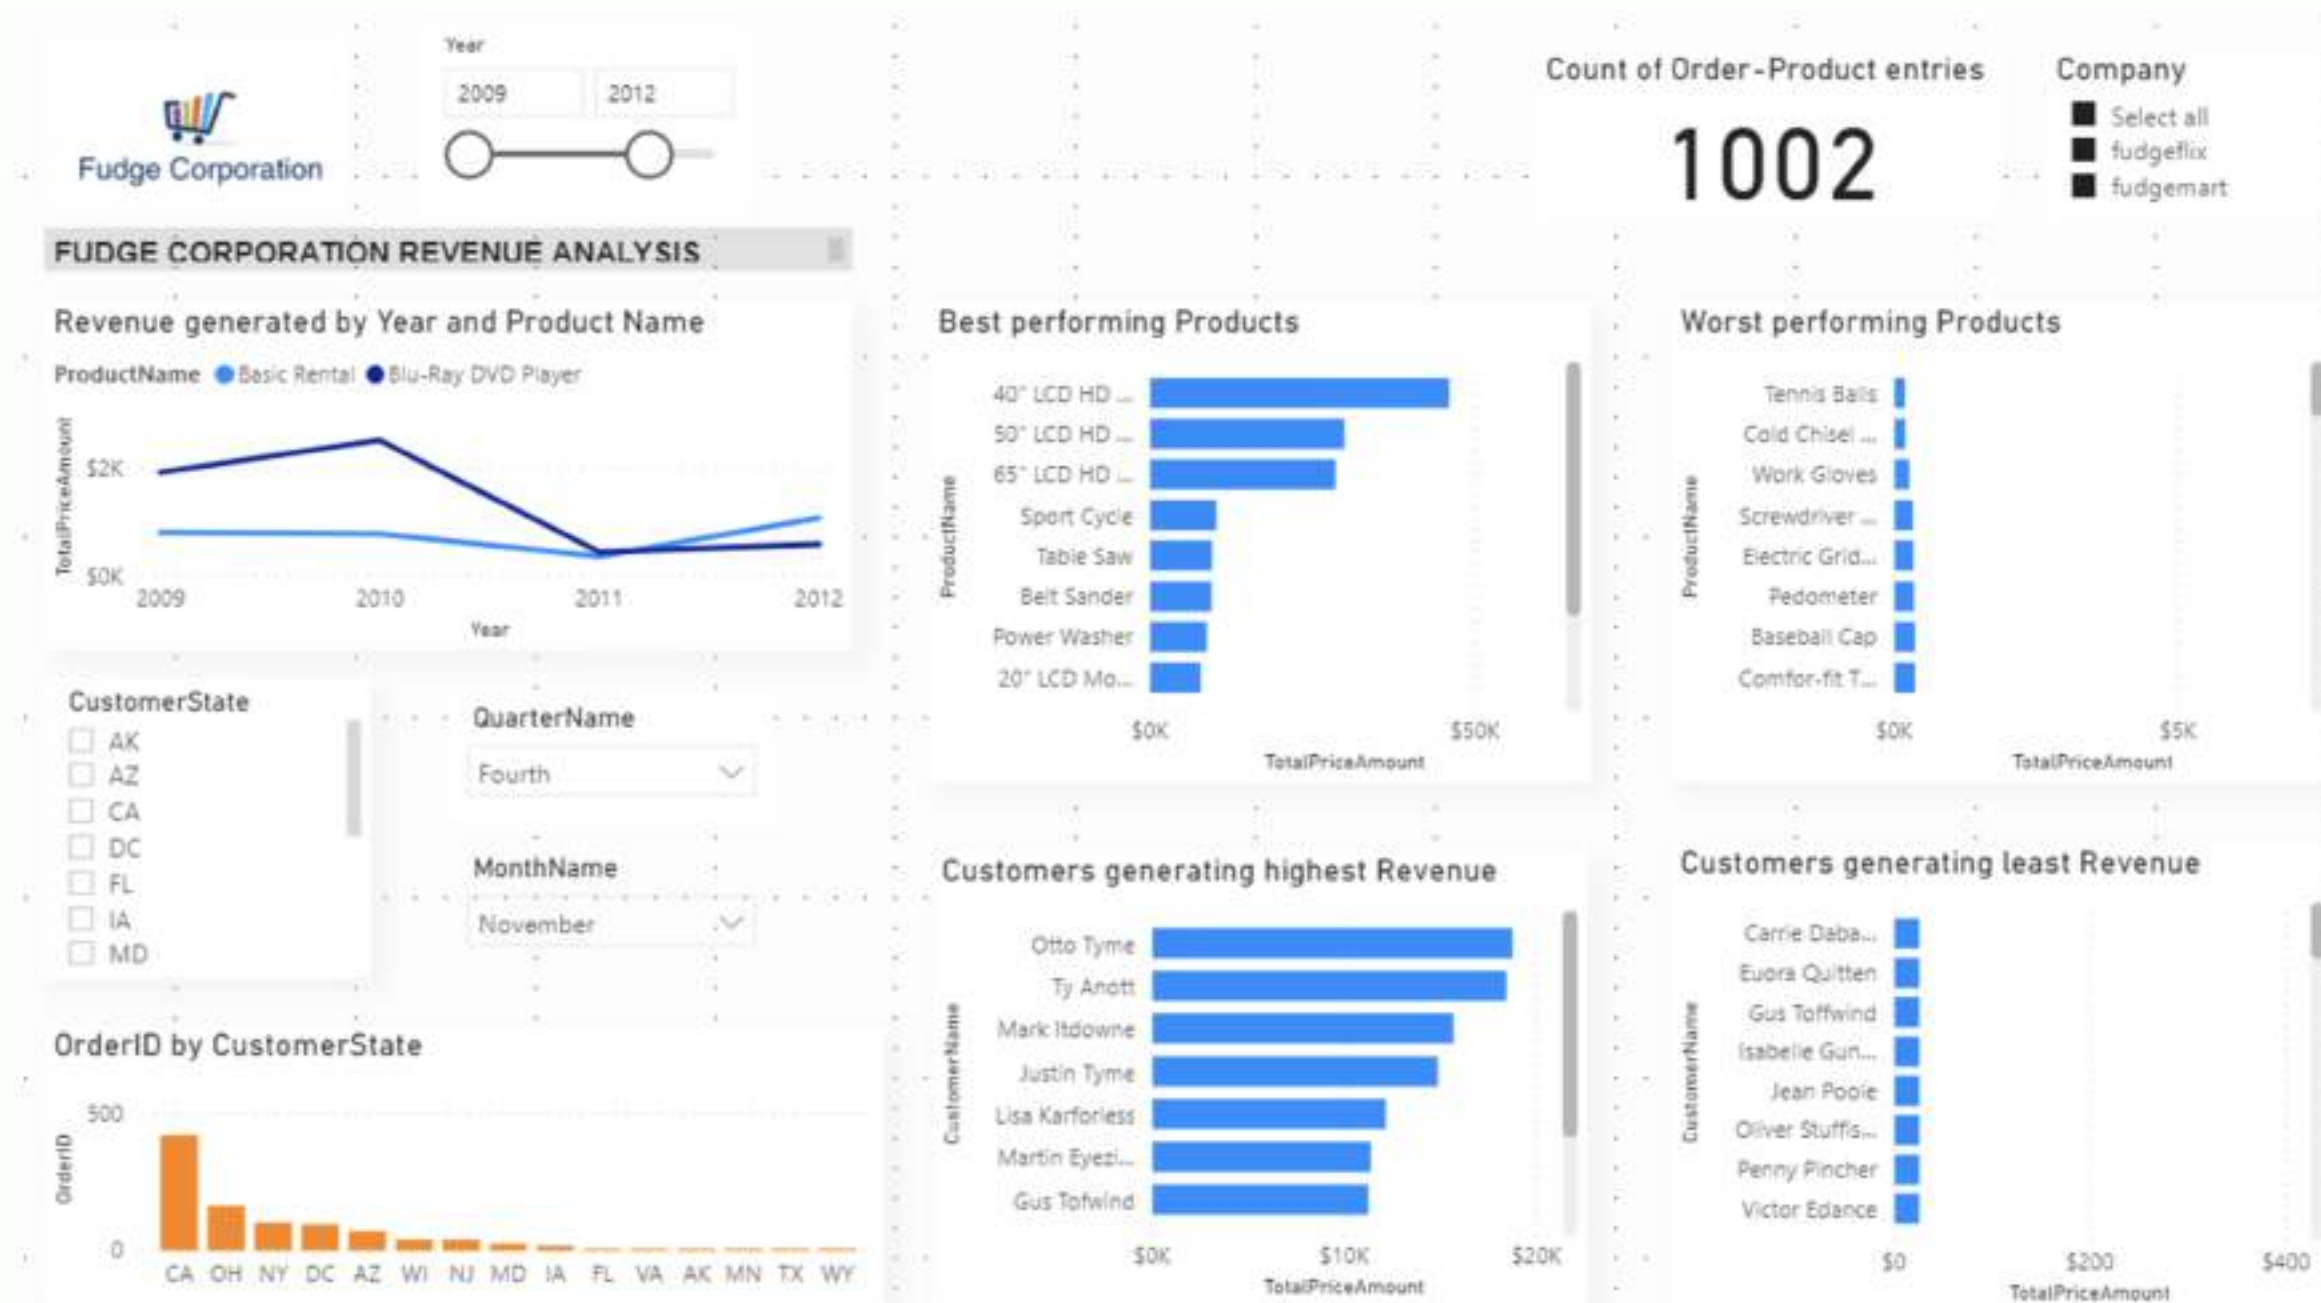 Fudge Corporation
Year
2009
2012
Count of Order-Product entries
1002
Company
Select all
fudgeflix
fudgemart
FUDGE CORPORATION REVENUE ANALYSIS
Revenue generated by Year and Product Name
ProductName Basic Rental Blu-Ray DVD Player
TotalPriceAmount
$2K
$0K
2009 2010 2011 2012
Year
Best performing Products
ProductName
40" LCD HD ...
50" LCD HD ...
65" LCD HD ...
Sport Cycle
Table Saw
Belt Sander
Power Washer
20" LCD Mo...
$0K $50K
TotalPriceAmount
Worst performing Products
ProductName
Tennis Balls
Cold Chisel ...
Work Gloves
Screwdriver ...
Electric Grid...
Pedometer
Baseball Cap
Comfor-fit T...
$0K $5K
TotalPriceAmount
CustomerState
AK
AZ
CA
DC
FL
IA
MD
QuarterName
Fourth
MonthName
November
OrderID by CustomerState
OrderID
500
0
CA OH NY DC AZ WI NJ MD IA FL VA AK MN TX WY
Customers generating highest Revenue
CustomerName
Otto Tyme
Ty Anott
Mark Itdowne
Justin Tyme
Lisa Karforless
Martin Eyezi...
Gus Tofwind
$0K $10K $20K
TotalPriceAmount
Customers generating least Revenue
CustomerName
Carrie Daba...
Euora Quitten
Gus Toffwind
Isabelle Gun...
Jean Poole
Oliver Stuffis...
Penny Pincher
Victor Edance
$0 $200 $400
TotalPriceAmount